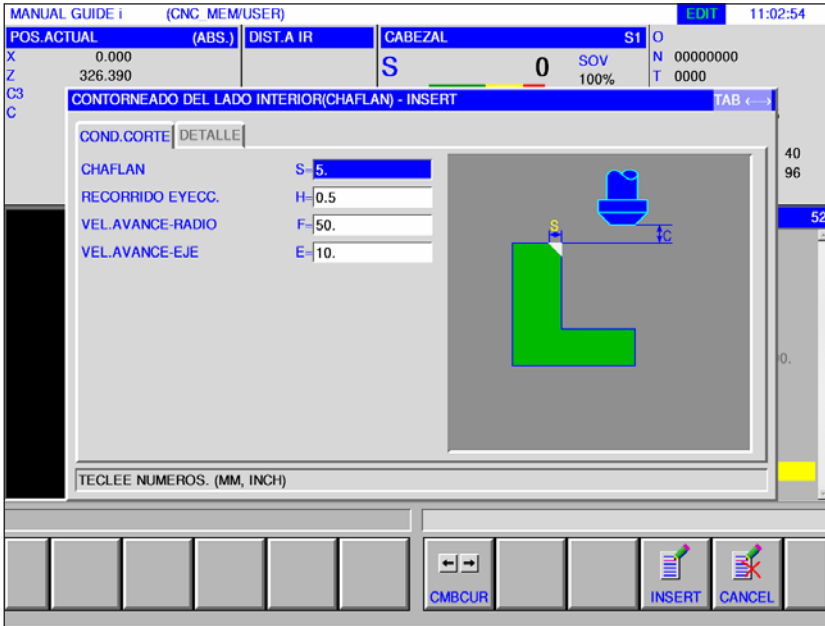 MANUAL GUIDE i (CNC_MEM/USER) EDIT 11:02:54
POS.ACTUAL (ABS.) DIST.A IR CABEZAL S1 O
X 0.000 S 0 SOV N 00000000
Z 326.390 100% T 0000
C3
C
CONTORNEADO DEL LADO INTERIOR(CHAFLAN) - INSERT TAB ←→
COND.CORTE DETALLE
CHAFLAN S=5.
RECORRIDO EYECC. H=0.5
VEL.AVANCE-RADIO F=50.
VEL.AVANCE-EJE E=10.
S
C
40
96
52
0.
TECLEE NUMEROS. (MM, INCH)
← →
CMBCUR INSERT CANCEL